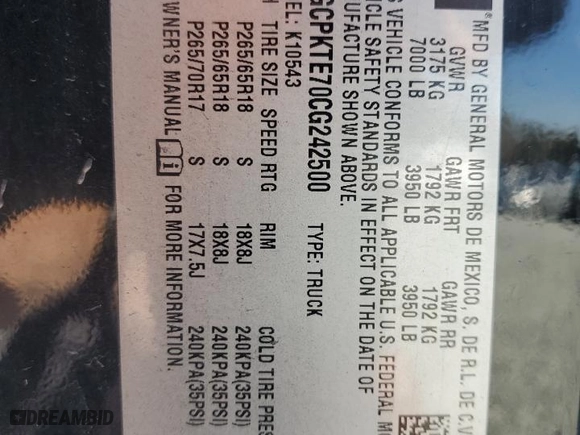 *MFD BY GENERAL MOTORS DE MEXICO, S. DE R.L. DE C.V.
GVWR GAWR FRT GAWR RR
3175 KG 1792 KG 1792 KG
7000 LB 3950 LB 3950 LB
VEHICLE CONFORMS TO ALL APPLICABLE U.S. FEDERAL
SAFETY STANDARDS IN EFFECT ON THE DATE OF
SHOWN ABOVE.
GCPKTE70CG242500 TYPE: TRUCK
EL: K10543
TIRE SIZE SPEED RTG RIM COLD TIRE PRES
P265/65R18 S 18X8J 240KPA(35PSI)
P265/65R18 S 18X8J 240KPA(35PSI)
P265/70R17 S 17X7.5J 240KPA(35PSI)
WNER'S MANUAL i FOR MORE INFORMATION.
DREAMBID